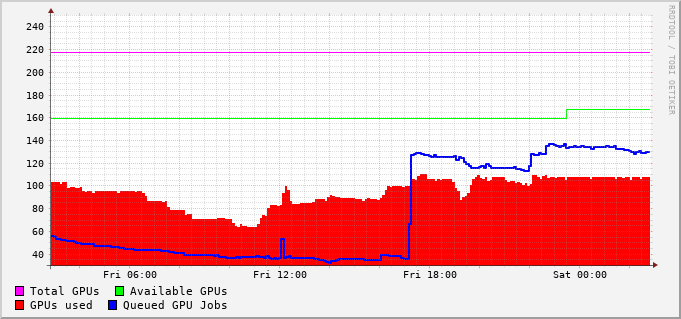 240
220
200
180
160
140
120
100
80
60
40
Fri 06:00 Fri 12:00 Fri 18:00 Sat 00:00
Total GPUs Available GPUs
GPUs used Queued GPU Jobs
RRDTOOL / TOBI OETIKER